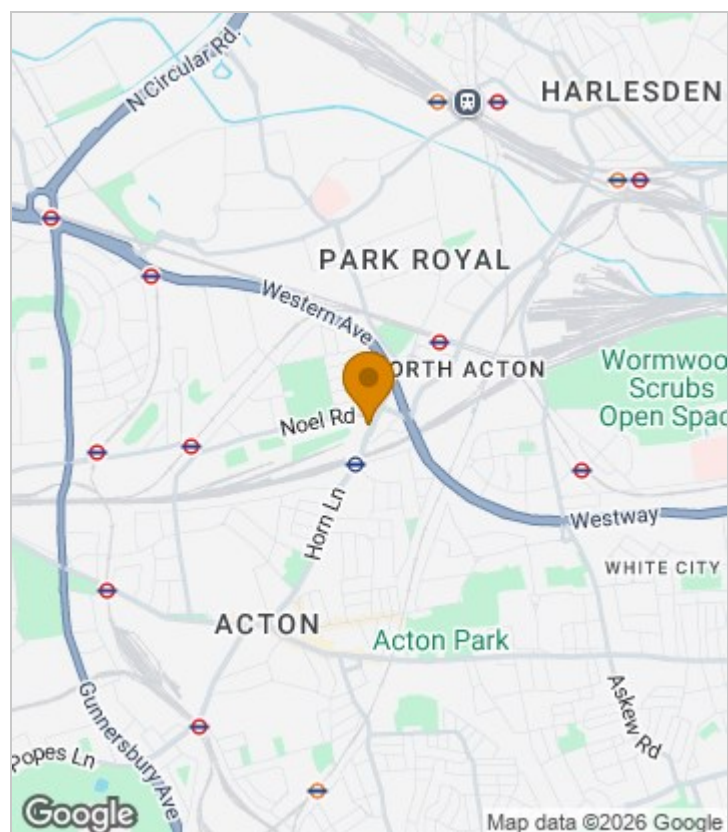 N Circular Rd.
HARLESDEN
PARK ROYAL
Western Ave
ORTH ACTON
Wormwoo
Scrubs
Open Spac
Noel Rd
Horn Ln
Westway
WHITE CITY
ACTON
Acton Park
Askew Rd
Gunnersbury Ave
Popes Ln
Google
Map data ©2026 Google